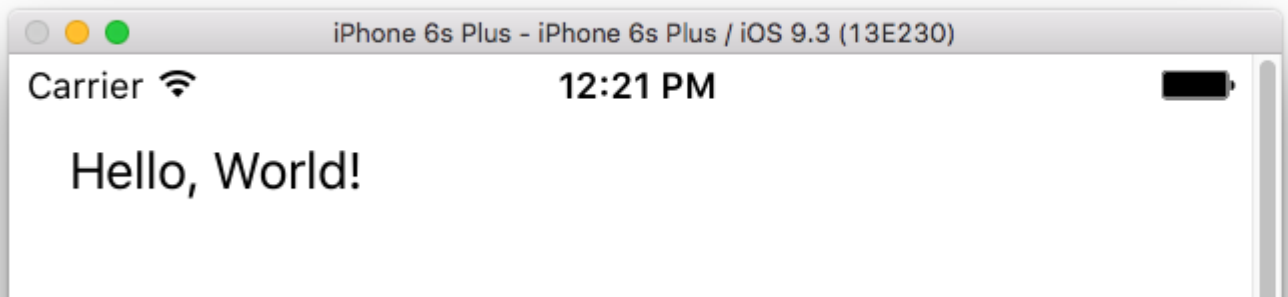 iPhone 6s Plus - iPhone 6s Plus / iOS 9.3 (13E230)
Carrier 12:21 PM
Hello, World!